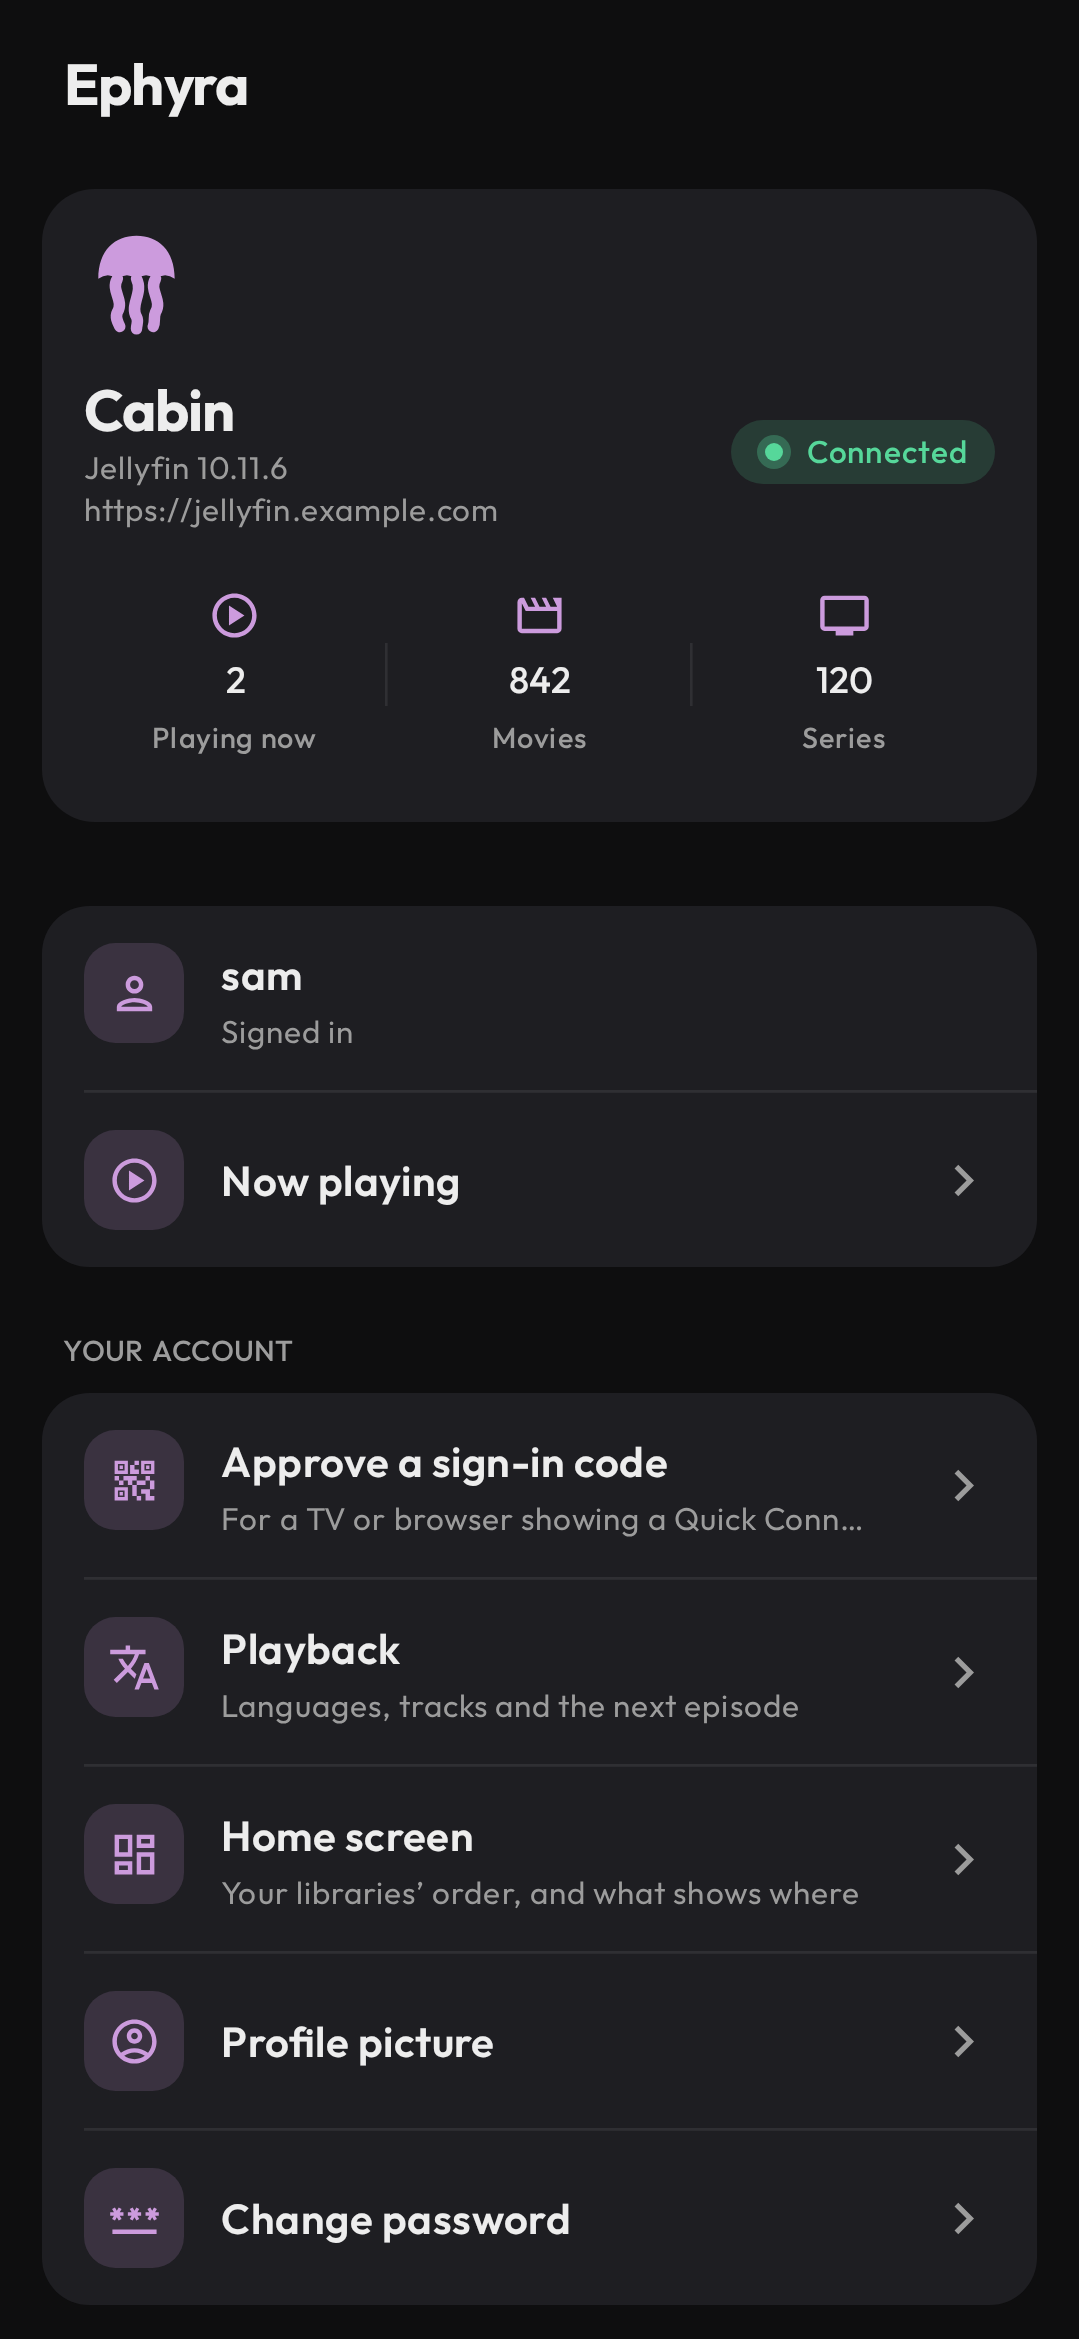 Ephyra
Cabin
Jellyfin 10.11.6
https://jellyfin.example.com
Connected
2
842
120
Playing now
Movies
Series
sam
Signed in
Now playing
YOUR ACCOUNT
Approve a sign-in code
For a TV or browser showing a Quick Conn…
Playback
Languages, tracks and the next episode
Home screen
Your libraries’ order, and what shows where
Profile picture
Change password